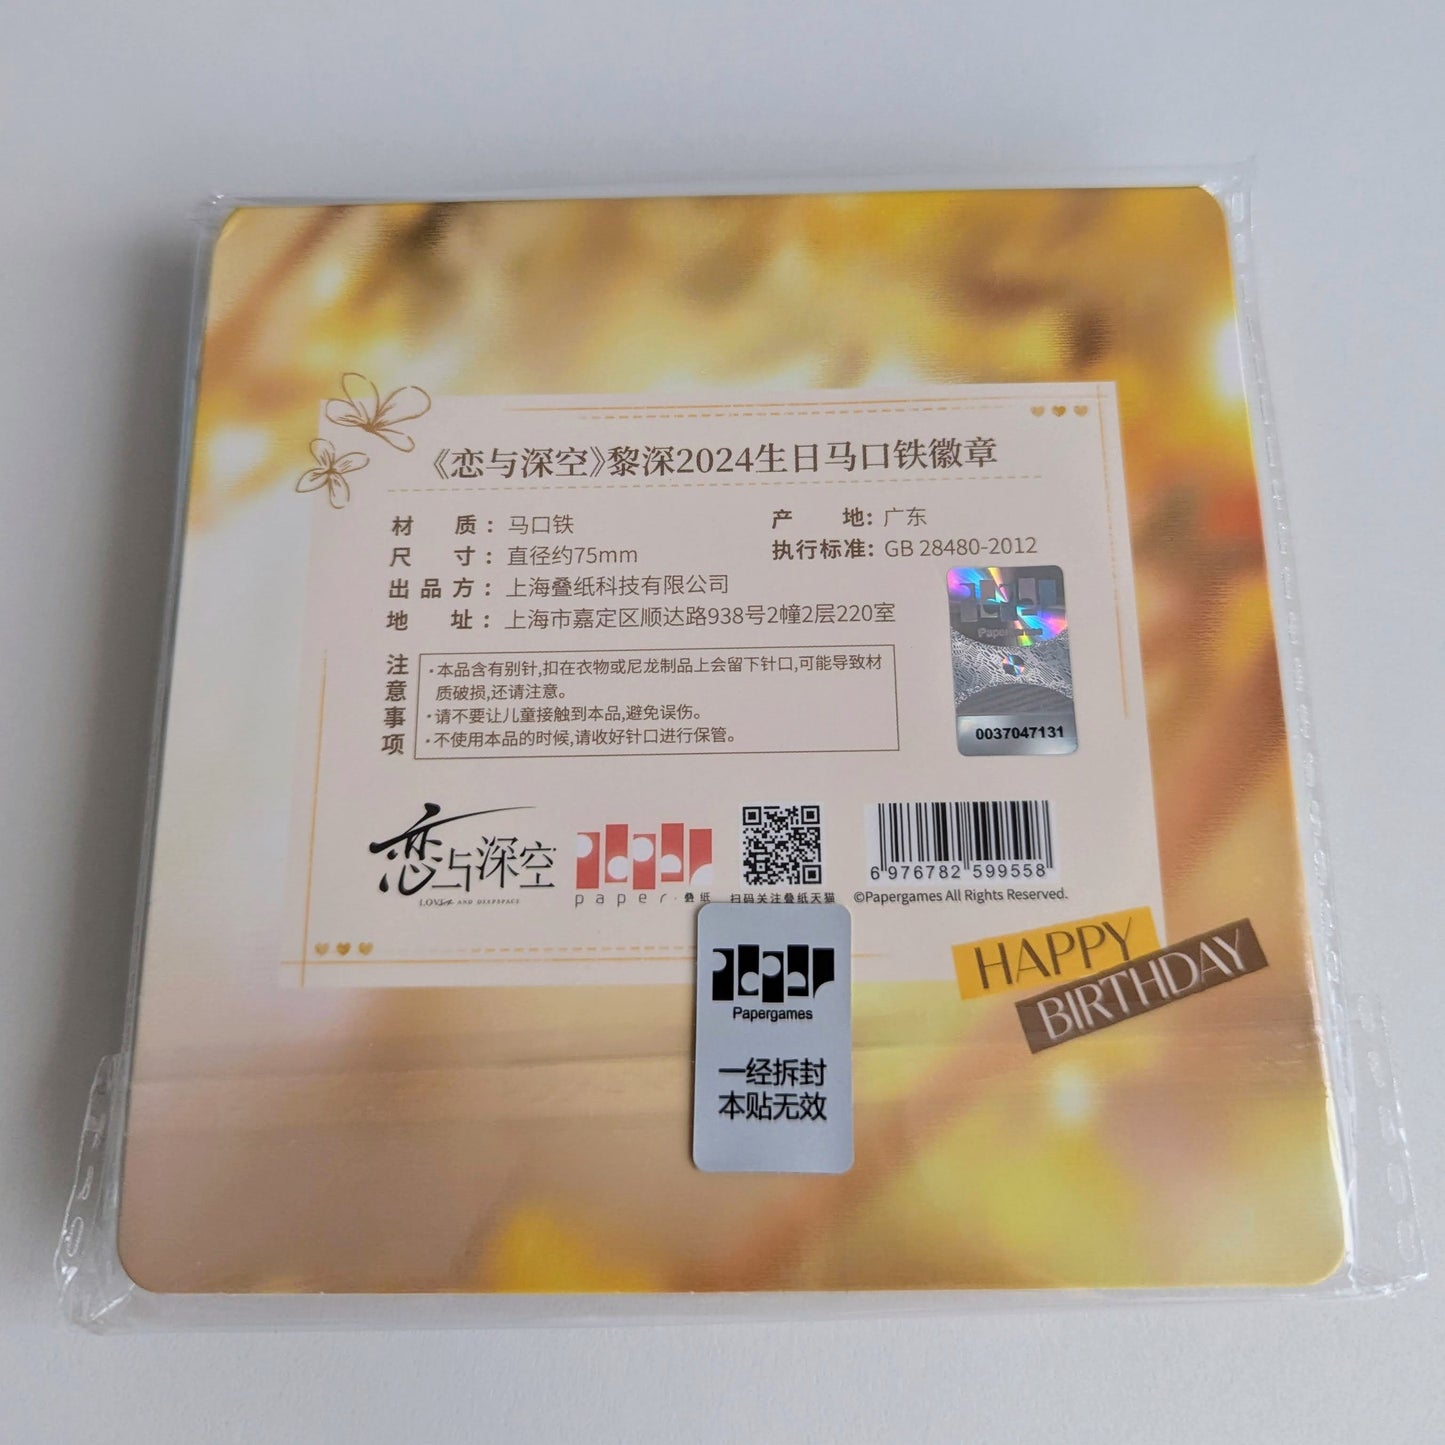 《恋与深空》黎深2024生日马口铁徽章
材 质：马口铁
产 地：广东
尺 寸：直径约75mm
执行标准：GB 28480-2012
出品方：上海叠纸科技有限公司
地 址：上海市嘉定区顺达路938号2幢2层220室
注意事项
·本品含有别针,扣在衣物或尼龙制品上会留下针口,可能导致材
质破损,还请注意。
·请不要让儿童接触到本品,避免误伤。
·不使用本品的时候,请收好针口进行保管。
Papergames
0037047131
恋与深空
LOVE AND DEEPSPACE
paper
paper·叠纸
扫码关注叠纸天猫
6 976782 599558
©Papergames All Rights Reserved.
HAPPY
BIRTHDAY
paper
Papergames
一经拆封
本贴无效